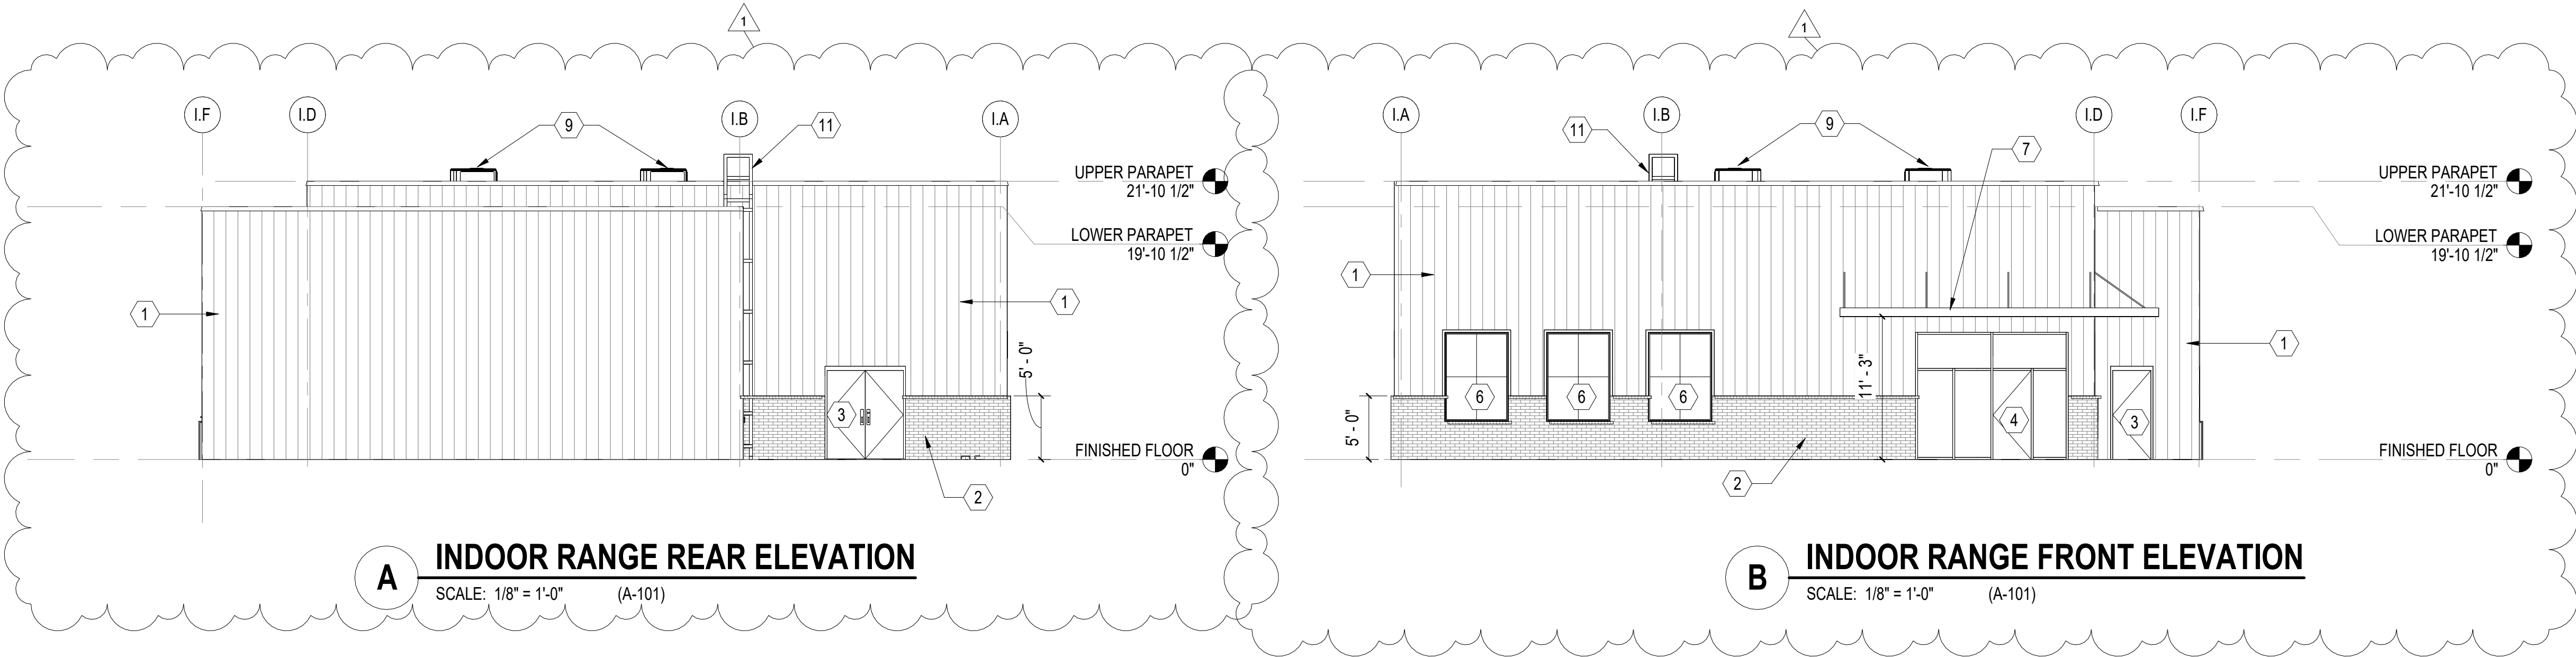 1
1
I.F
I.D
9
I.B
11
I.A
UPPER PARAPET
21'-10 1/2"
LOWER PARAPET
19'-10 1/2"
1
1
5' - 0"
3
FINISHED FLOOR
0"
2
A
INDOOR RANGE REAR ELEVATION
SCALE: 1/8" = 1'-0" (A-101)
I.A
11
I.B
9
7
I.D
I.F
UPPER PARAPET
21'-10 1/2"
LOWER PARAPET
19'-10 1/2"
1
1
11' - 3"
6
6
6
5' - 0"
4
3
FINISHED FLOOR
0"
2
B
INDOOR RANGE FRONT ELEVATION
SCALE: 1/8" = 1'-0" (A-101)